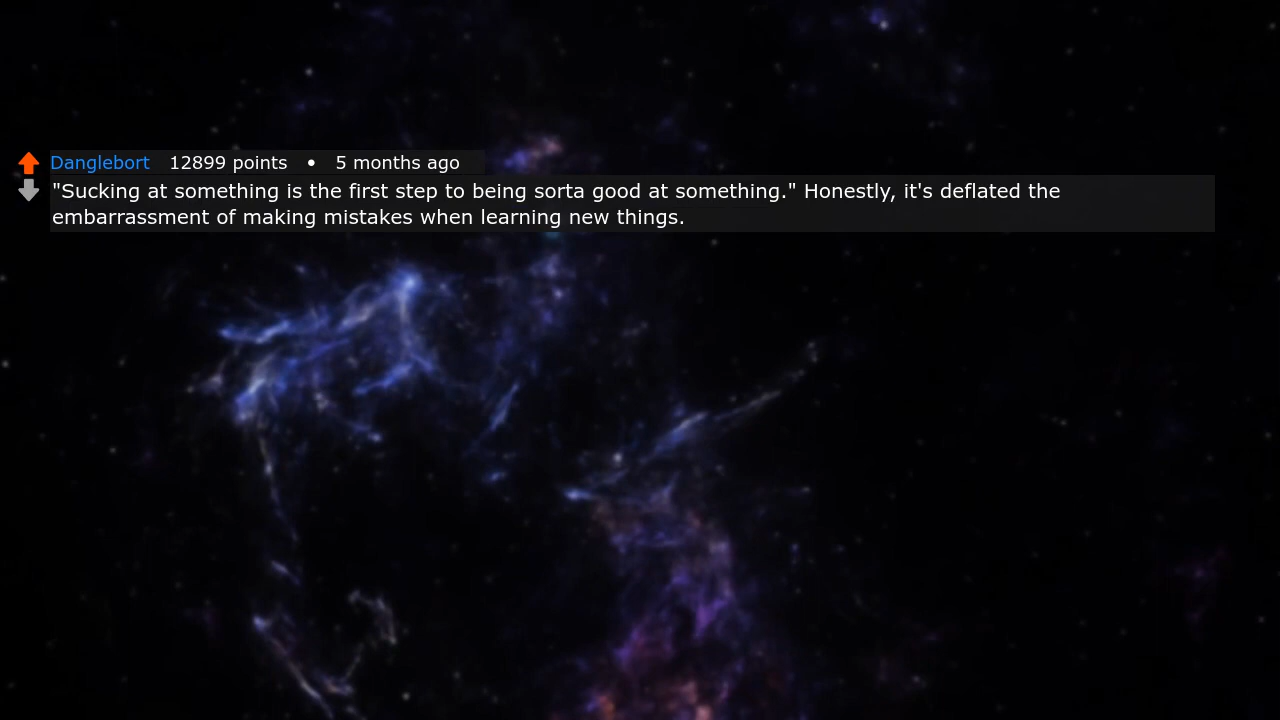 Danglebort 12899 points • 5 months ago
"Sucking at something is the first step to being sorta good at something." Honestly, it's deflated the
embarrassment of making mistakes when learning new things.